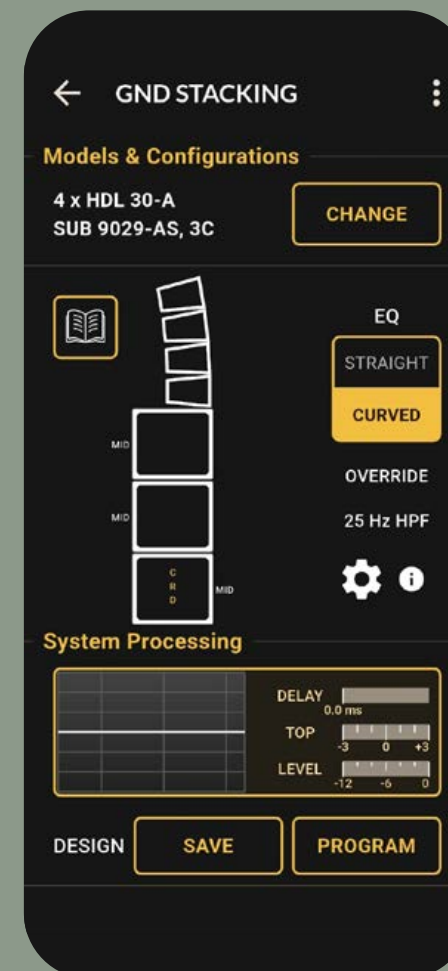 GND STACKING
Models & Configurations
4 x HDL 30-A
SUB 9029-AS, 3C
CHANGE
EQ
STRAIGHT
CURVED
MID
OVERRIDE
MID
25 Hz HPF
C
R
D
MID
System Processing
DELAY
0.0 ms
TOP
-3 0 +3
LEVEL
-12 -6 0
DESIGN
SAVE
PROGRAM